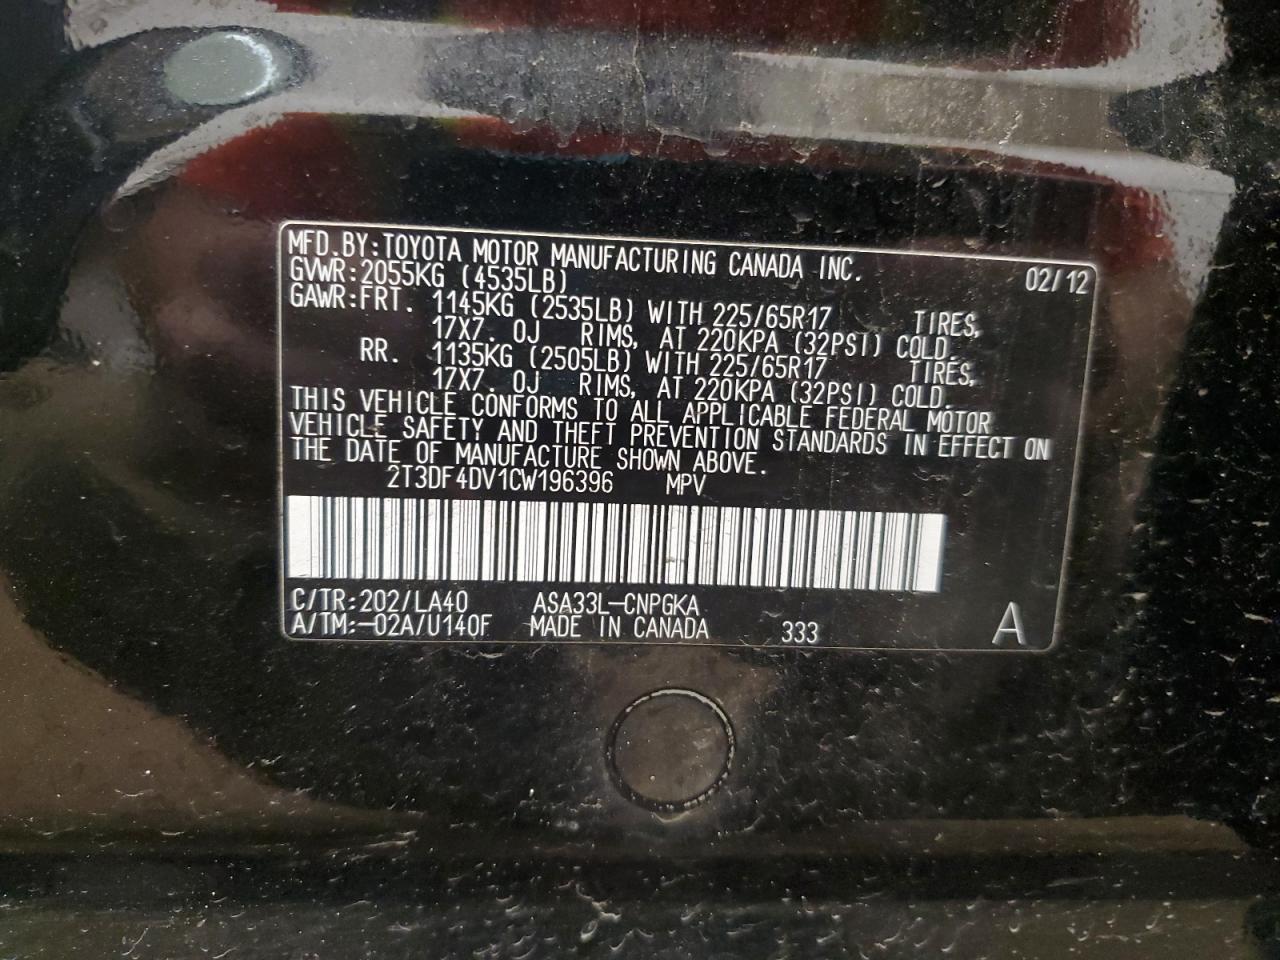 MFD.BY:TOYOTA MOTOR MANUFACTURING CANADA INC. 02/12
GVWR:2055KG (4535LB)
GAWR:FRT. 1145KG (2535LB) WITH 225/65R17 TIRES,
17X7. 0J RIMS, AT 220KPA (32PSI) COLD.
RR. 1135KG (2505LB) WITH 225/65R17 TIRES,
17X7. 0J RIMS, AT 220KPA (32PSI) COLD.
THIS VEHICLE CONFORMS TO ALL APPLICABLE FEDERAL MOTOR
VEHICLE SAFETY AND THEFT PREVENTION STANDARDS IN EFFECT ON
THE DATE OF MANUFACTURE SHOWN ABOVE.
2T3DF4DV1CW196396 MPV
C/TR:202/LA40 ASA33L-CNPGKA
A/TM:-02A/U140F MADE IN CANADA 333 A